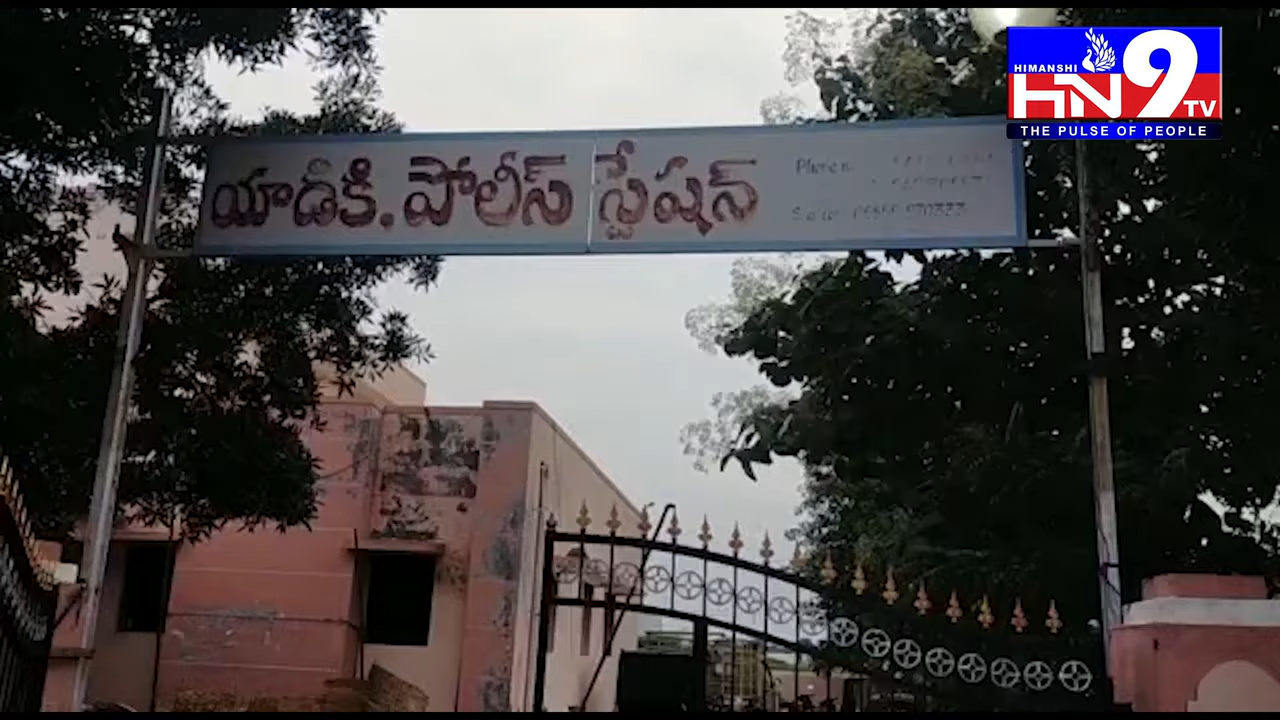 యాడికి. పోలీస్ స్టేషన్
HIMANSHI
HN9
TV
THE PULSE OF PEOPLE